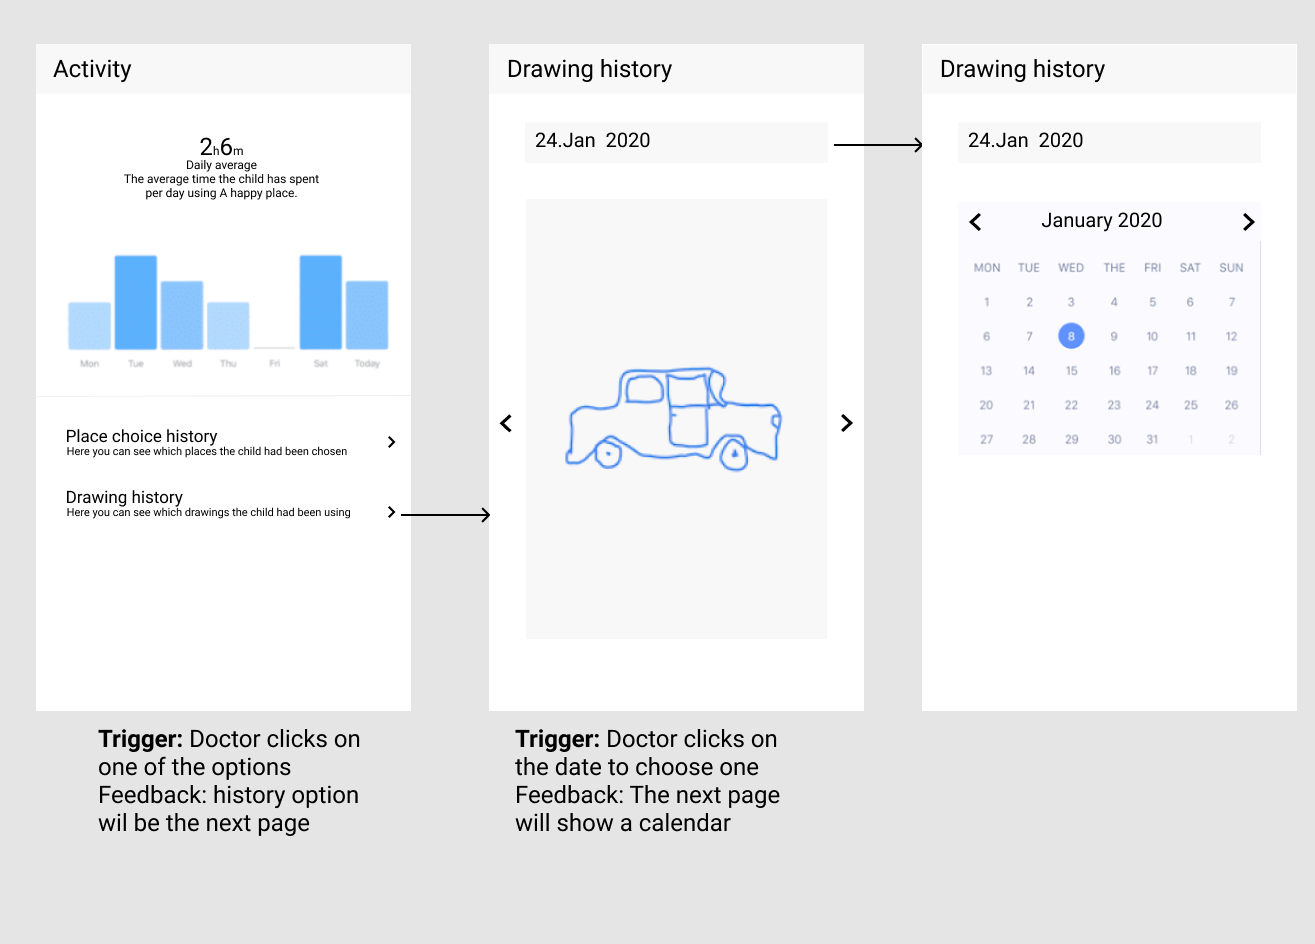 Activity
2h6m
Daily average
The average time the child has spent
per day using A happy place.
Mon Tue Wed Thu Fri Sat Today
Place choice history
Here you can see which places the child had been chosen
Drawing history
Here you can see which drawings the child had been using
Trigger: Doctor clicks on
one of the options
Feedback: history option
wil be the next page
Drawing history
24.Jan 2020
Trigger: Doctor clicks on
the date to choose one
Feedback: The next page
will show a calendar
Drawing history
24.Jan 2020
January 2020
MON TUE WED THE FRI SAT SUN
1 2 3 4 5 6 7
6 7 8 9 10 11 12
13 14 15 16 17 18 19
20 21 22 23 24 25 26
27 28 29 30 31 1 2